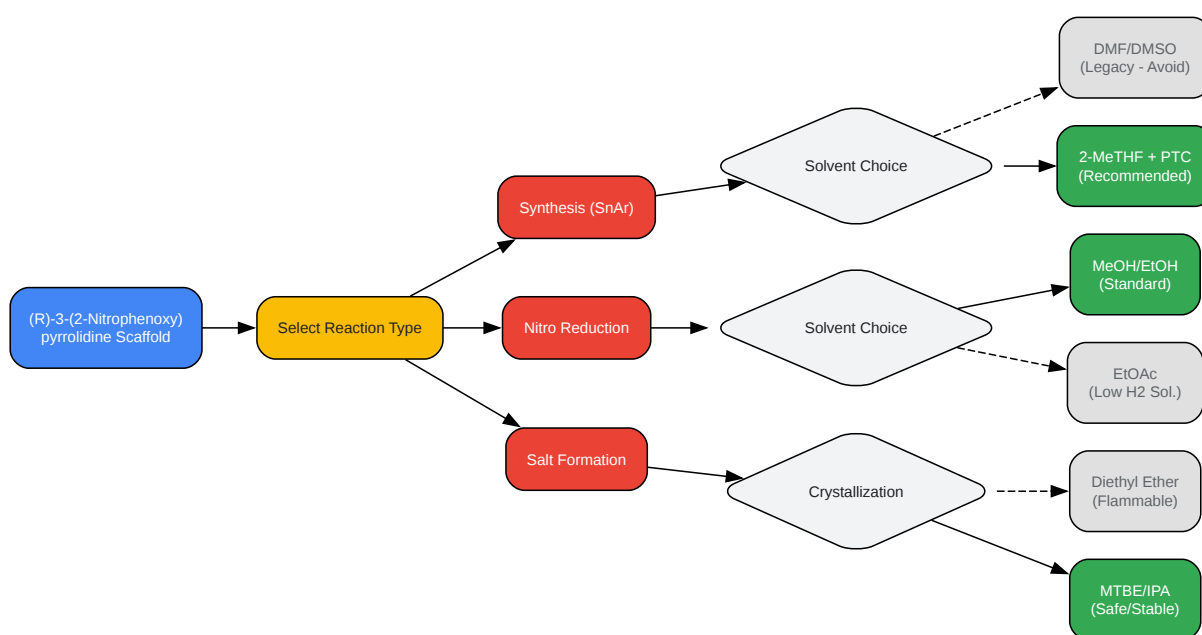 (R)-3-(2-Nitrophenoxy)
pyrrolidine Scaffold
Select Reaction Type
Synthesis (SnAr)
Nitro Reduction
Salt Formation
Solvent Choice
Solvent Choice
Crystallization
DMF/DMSO
(Legacy - Avoid)
2-MeTHF + PTC
(Recommended)
MeOH/EtOH
(Standard)
EtOAc
(Low H2 Sol.)
Diethyl Ether
(Flammable)
MTBE/IPA
(Safe/Stable)